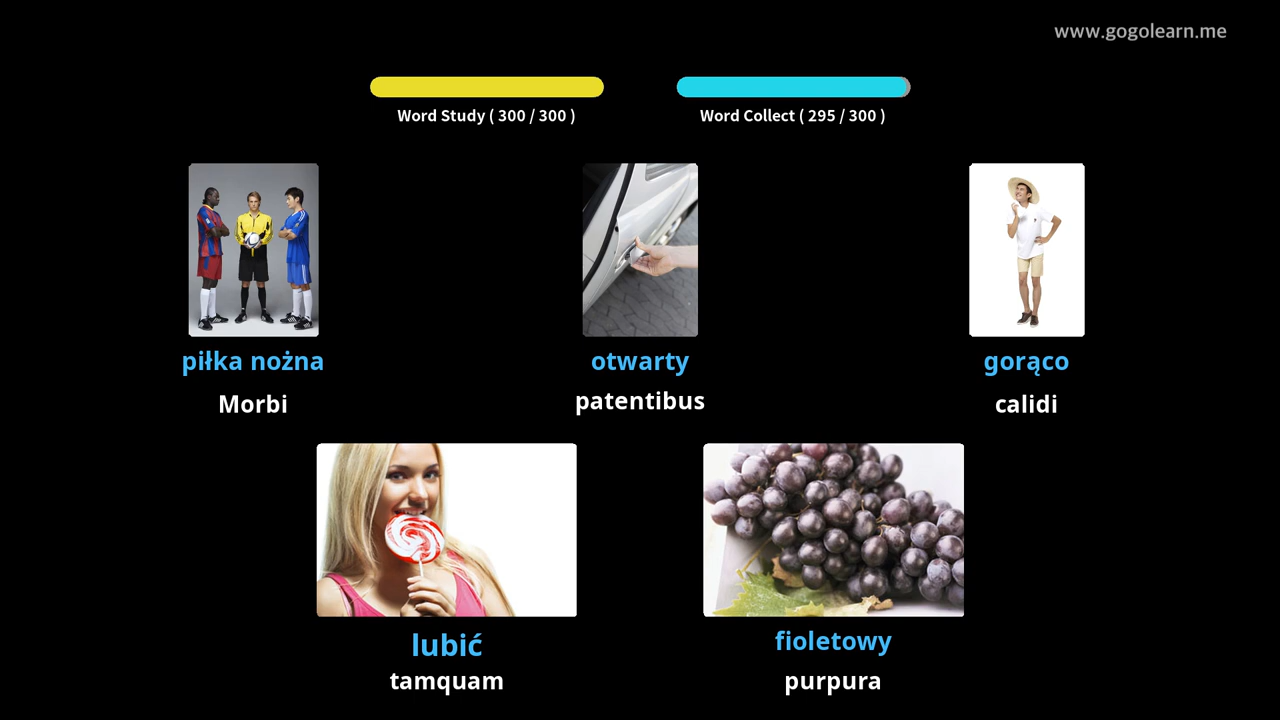 www.gogolearn.me
Word Study ( 300 / 300 )
Word Collect ( 295 / 300 )
piłka nożna
Morbi
otwarty
patentibus
gorąco
calidi
lubić
tamquam
fioletowy
purpura